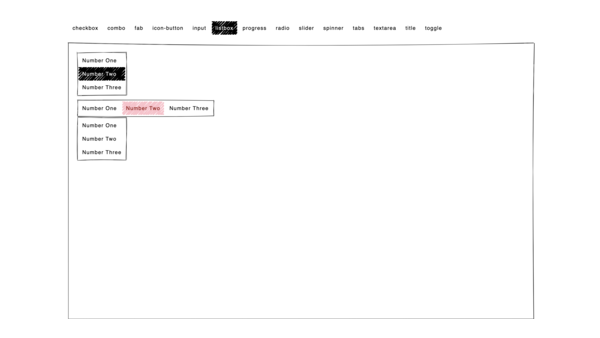 checkbox combo fab icon-button input listbox progress radio slider spinner tabs textarea title toggle
Number One
Number Two
Number Three
Number One Number Two Number Three
Number One
Number Two
Number Three